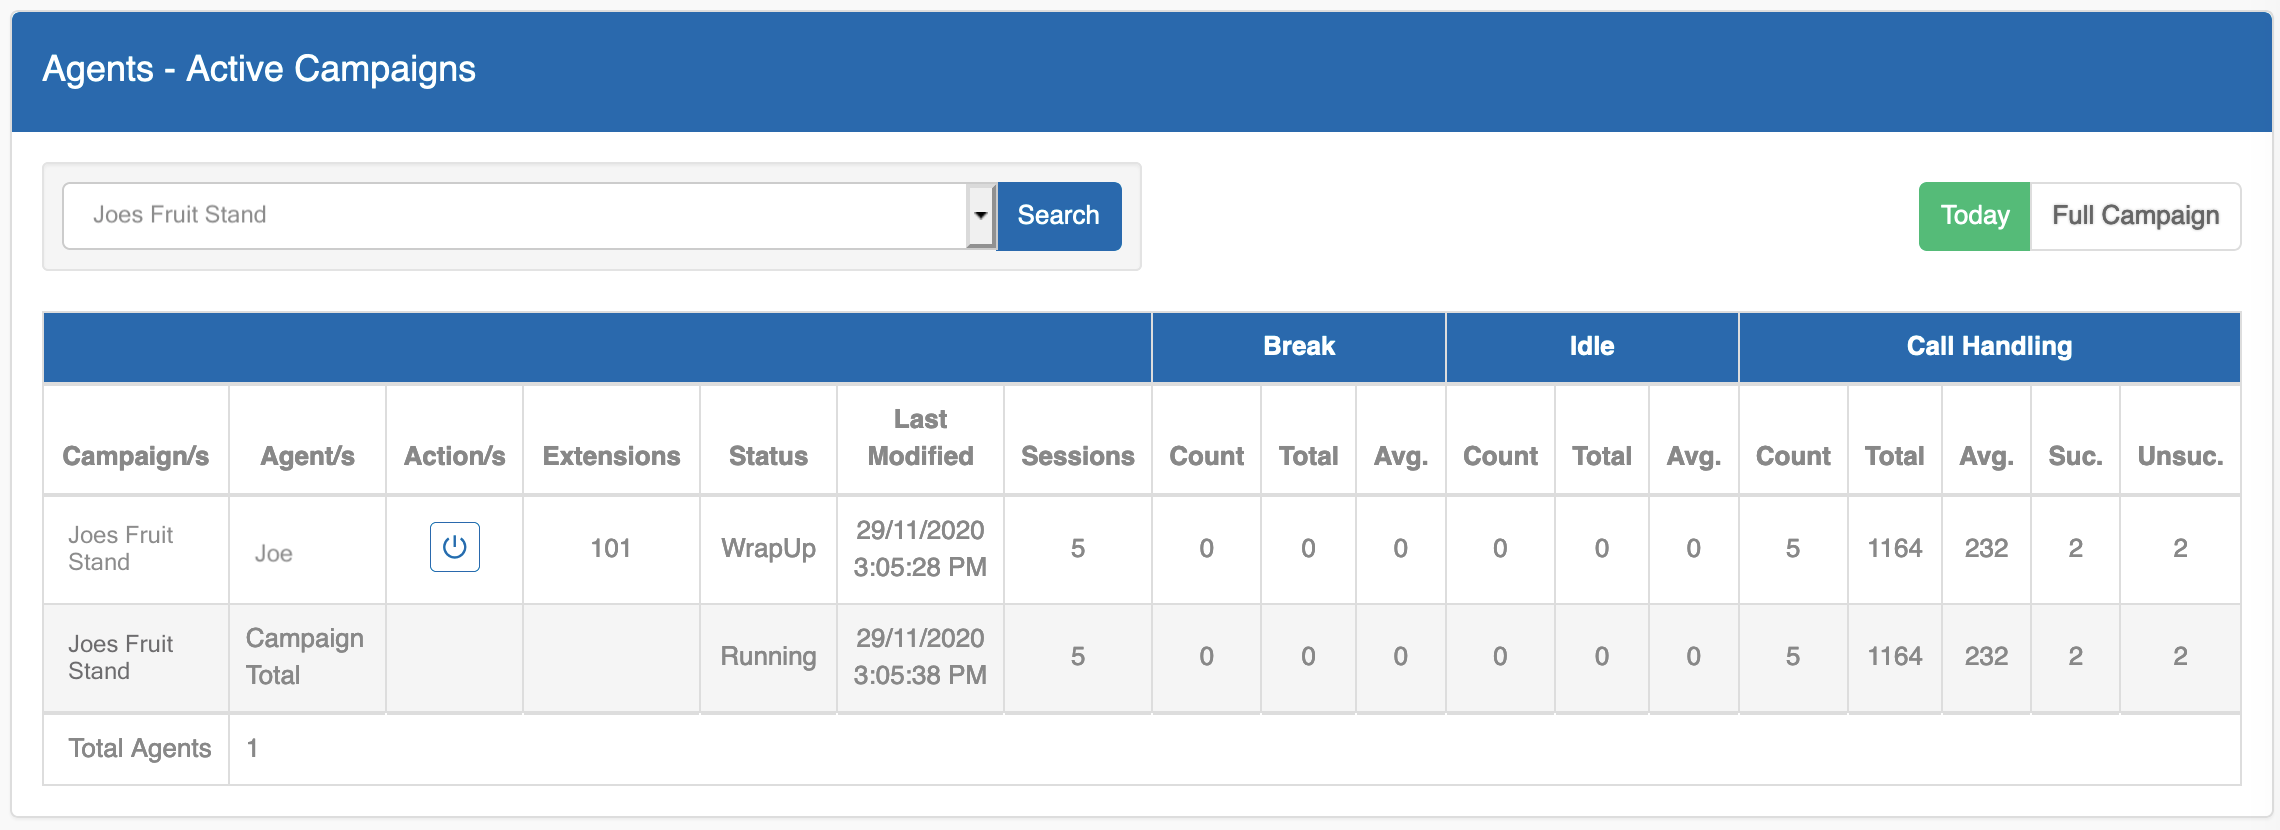 Agents - Active Campaigns
Joes Fruit Stand Search Today Full Campaign
Break Idle Call Handling
Campaign/s Agent/s Action/s Extensions Status Last Modified Sessions Count Total Avg. Count Total Avg. Count Total Avg. Suc. Unsuc.
Joes Fruit Stand Joe 101 WrapUp 29/11/2020 3:05:28 PM 5 0 0 0 0 0 0 5 1164 232 2 2
Joes Fruit Stand Campaign Total Running 29/11/2020 3:05:38 PM 5 0 0 0 0 0 0 5 1164 232 2 2
Total Agents 1